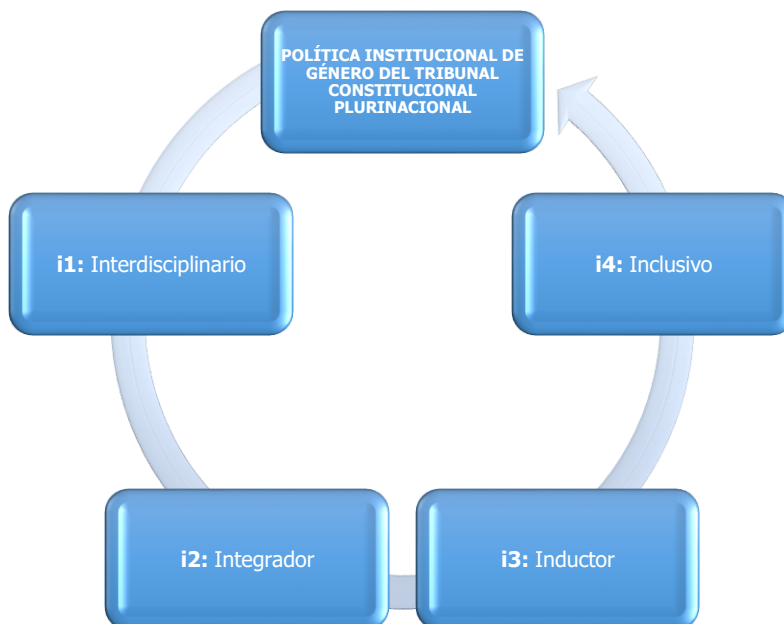 POLÍTICA INSTITUCIONAL DE
GÉNERO DEL TRIBUNAL
CONSTITUCIONAL
PLURINACIONAL
i1: Interdisciplinario
i4: Inclusivo
i2: Integrador
i3: Inductor